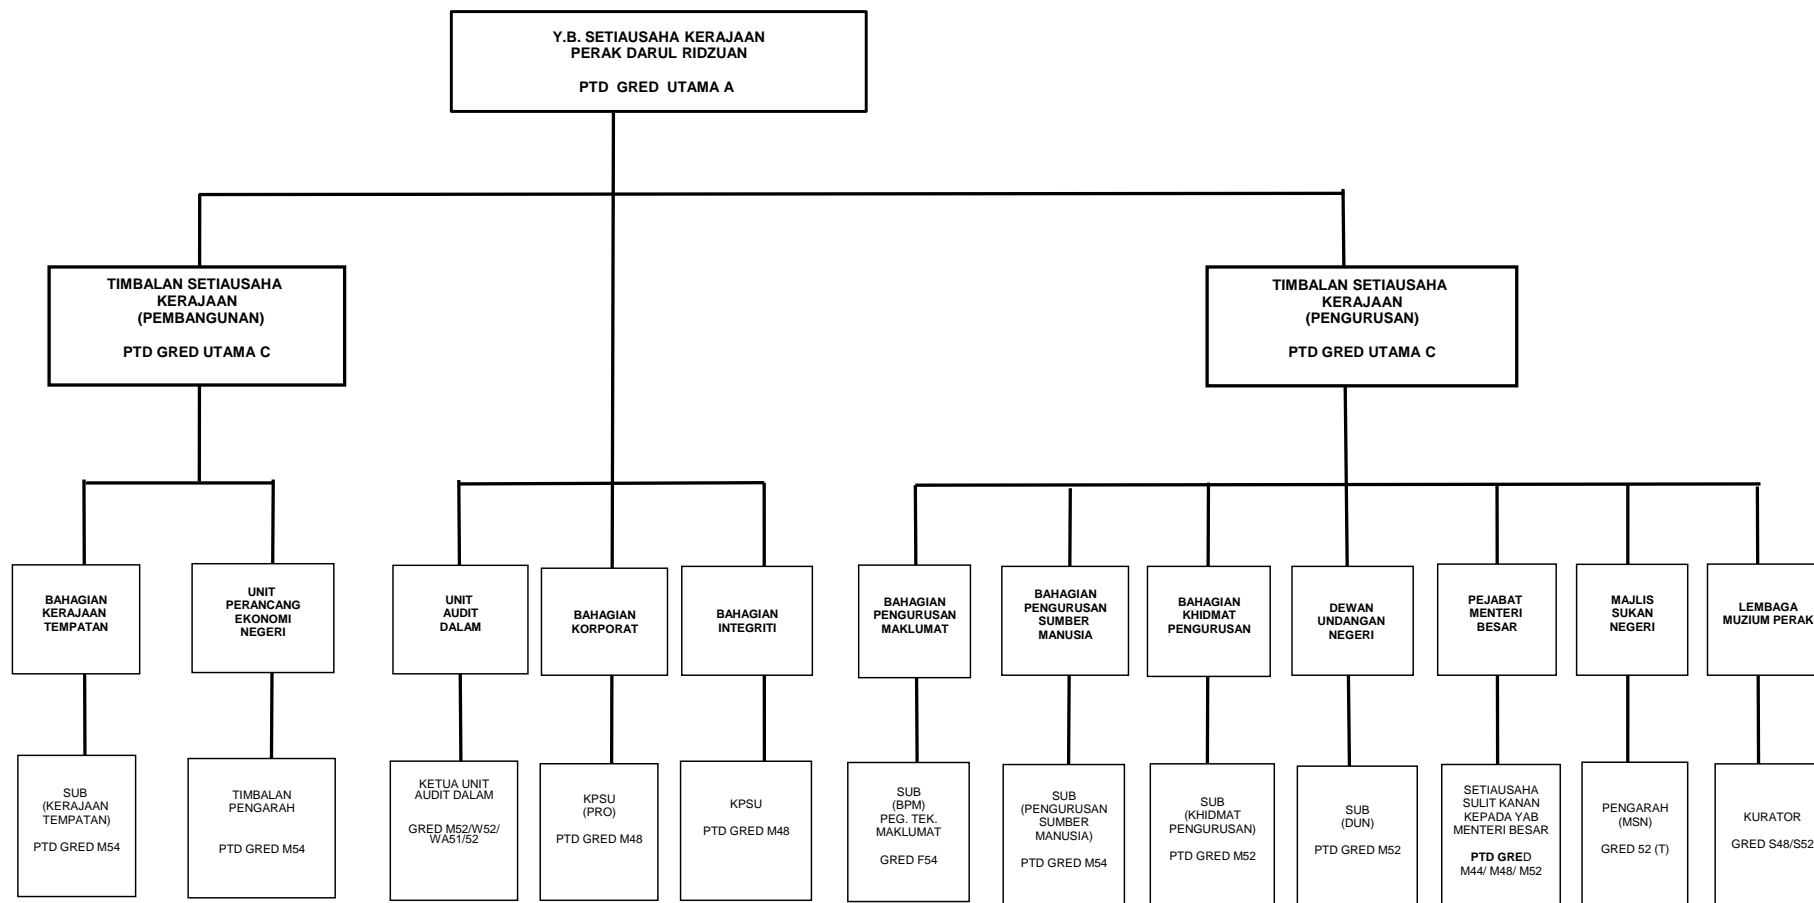 Y.B. SETIAUSAHA KERAJAAN
PERAK DARUL RIDZUAN
PTD GRED UTAMA A
TIMBALAN SETIAUSAHA
KERAJAAN
(PEMBANGUNAN)
PTD GRED UTAMA C
TIMBALAN SETIAUSAHA
KERAJAAN
(PENGURUSAN)
PTD GRED UTAMA C
BAHAGIAN
KERAJAAN
TEMPATAN
UNIT
PERANCANG
EKONOMI
NEGERI
UNIT
AUDIT
DALAM
BAHAGIAN
KORPORAT
BAHAGIAN
INTEGRITI
BAHAGIAN
PENGURUSAN
MAKLUMAT
BAHAGIAN
PENGURUSAN
SUMBER
MANUSIA
BAHAGIAN
KHIDMAT
PENGURUSAN
DEWAN
UNDANGAN
NEGERI
PEJABAT
MENTERI
BESAR
MAJLIS
SUKAN
NEGERI
LEMBAGA
MUZIUM PERAK
SUB
(KERAJAAN
TEMPATAN)
PTD GRED M54
TIMBALAN
PENGARAH
PTD GRED M54
KETUA UNIT
AUDIT DALAM
GRED M52/W52/
WA51/52
KPSU
(PRO)
PTD GRED M48
KPSU
PTD GRED M48
SUB
(BPM)
PEG. TEK.
MAKLUMAT
GRED F54
SUB
(PENGURUSAN
SUMBER
MANUSIA)
PTD GRED M54
SUB
(KHIDMAT
PENGURUSAN)
PTD GRED M52
SUB
(DUN)
PTD GRED M52
SETIAUSAHA
SULIT KANAN
KEPADA YAB
MENTERI BESAR
PTD GRED
M44/ M48/ M52
PENGARAH
(MSN)
GRED 52 (T)
KURATOR
GRED S48/S52